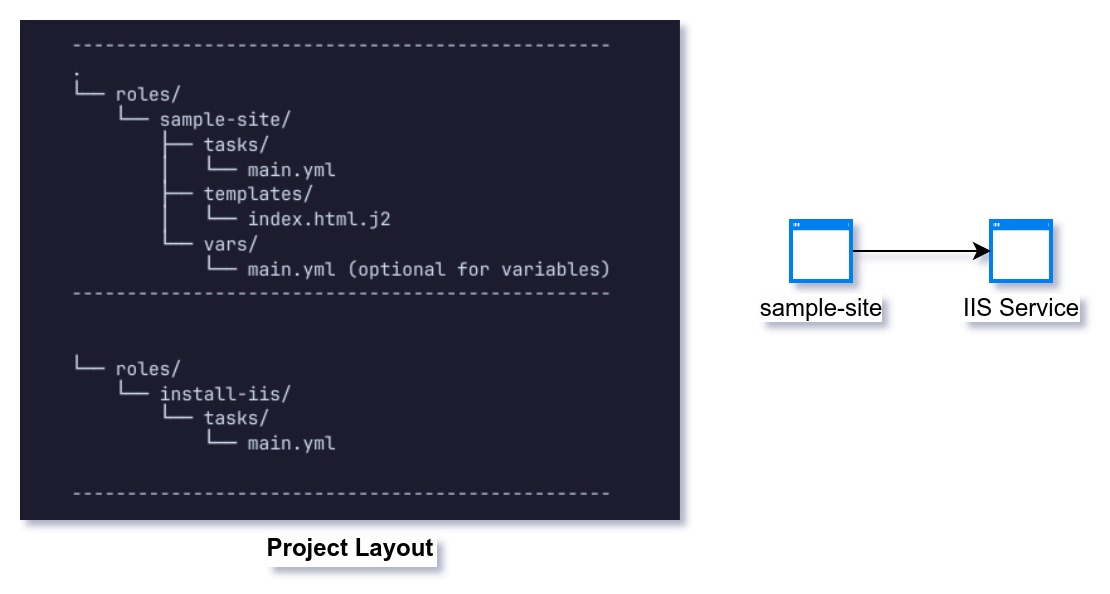 --------------------------------------------------
.
└── roles/
    └── sample-site/
        ├── tasks/
        │   └── main.yml
        ├── templates/
        │   └── index.html.j2
        └── vars/
            └── main.yml (optional for variables)
--------------------------------------------------
└── roles/
    └── install-iis/
        └── tasks/
            └── main.yml
--------------------------------------------------
Project Layout
sample-site
IIS Service